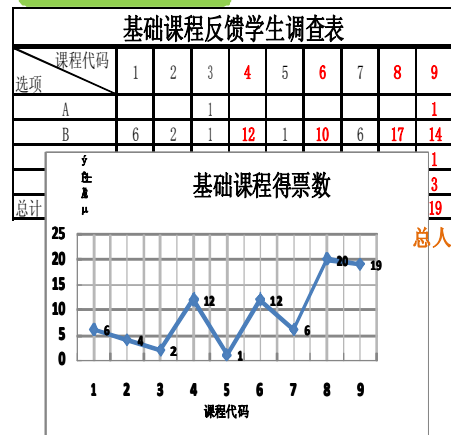 基础课程反馈学生调查表
课程代码 1 2 3 4 5 6 7 8 9
选项
A 1 1
B 6 2 1 12 1 10 6 17 14
1
3
总计 19
总人
基础课程得票数
25
20
15
10
5
0
6 4 2 12 1 12 6 20 19
1 2 3 4 5 6 7 8 9
课程代码